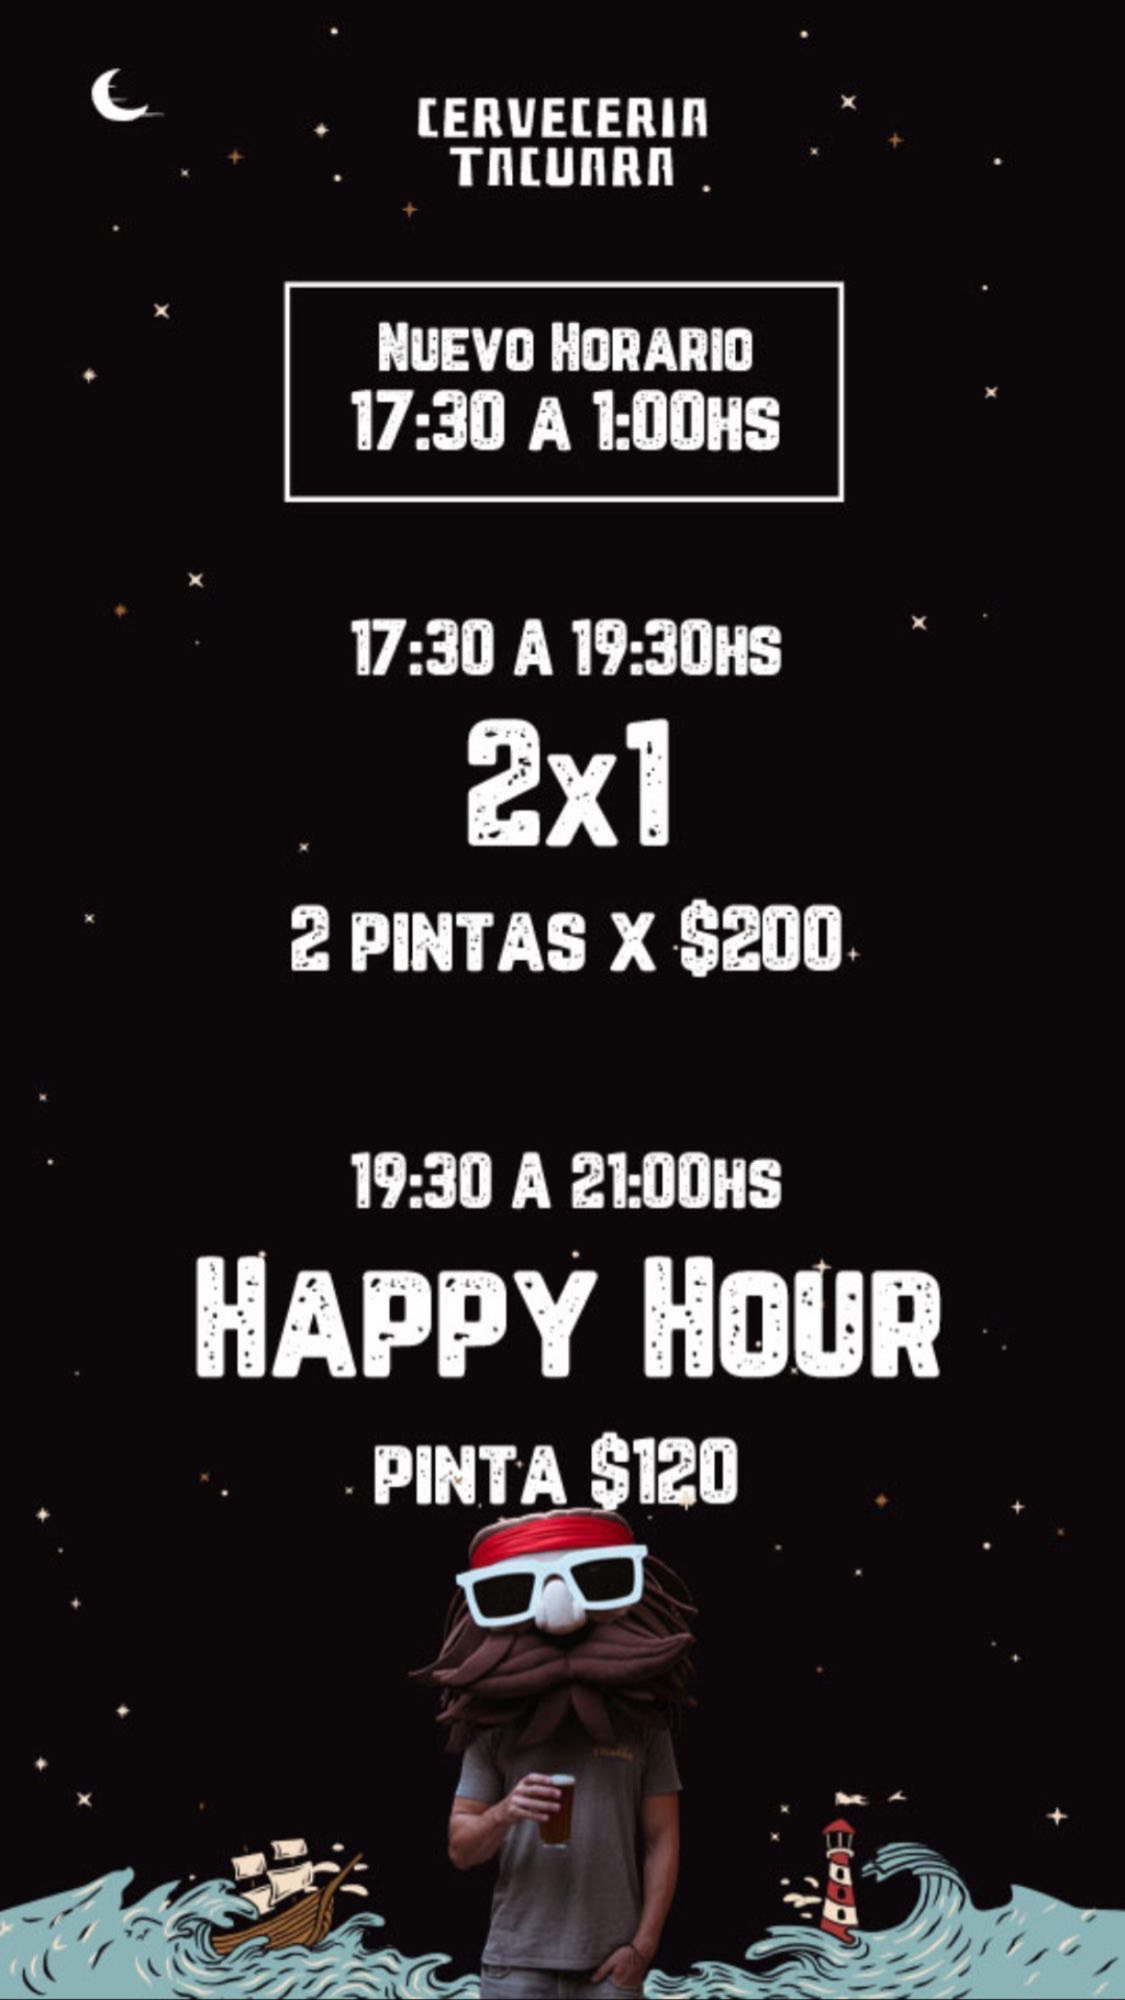 CERVECERIA
TACUARA
Nuevo Horario
17:30 A 1:00HS
17:30 A 19:30HS
2x1
2 PINTAS X $200
19:30 A 21:00HS
HAPPY HOUR
PINTA $120